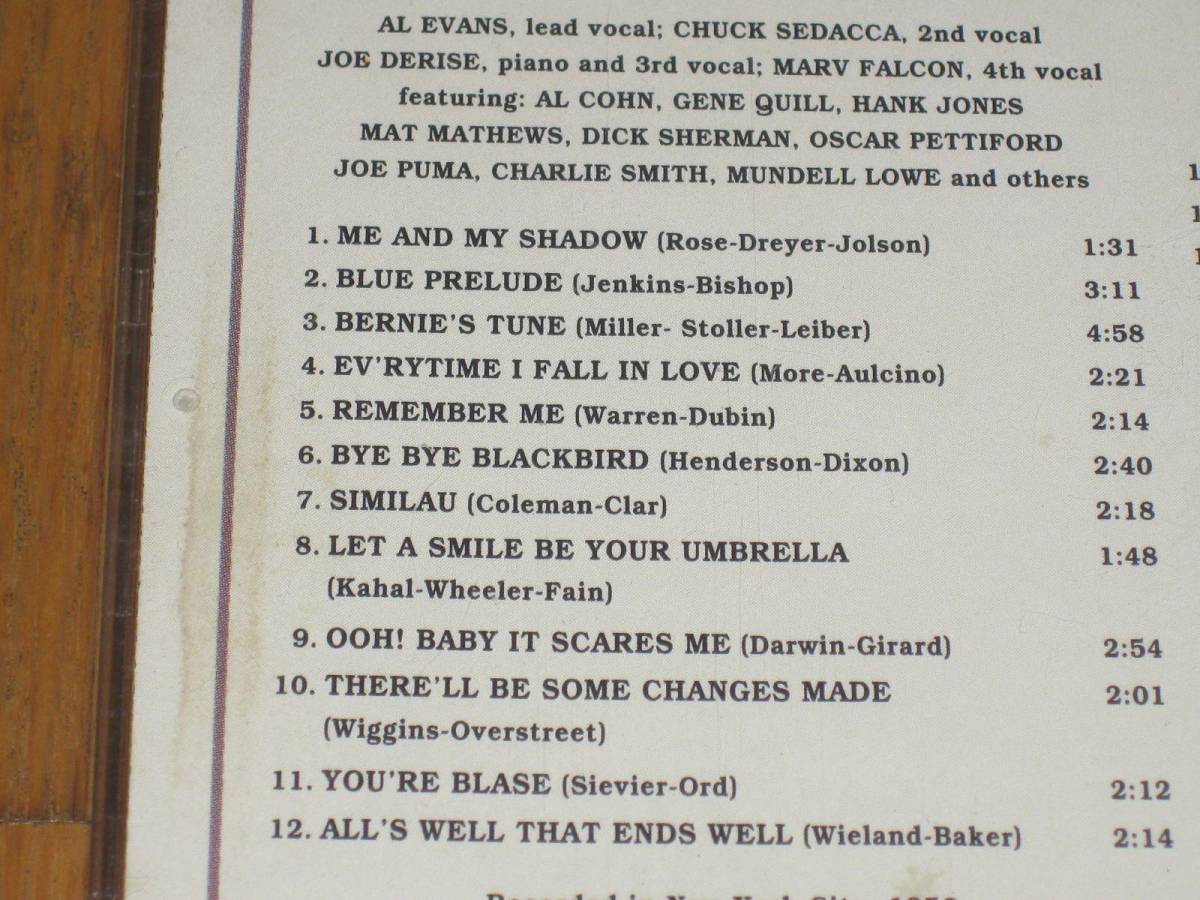 AL EVANS, lead vocal; CHUCK SEDACCA, 2nd vocal
JOE DERISE, piano and 3rd vocal; MARV FALCON, 4th vocal
featuring: AL COHN, GENE QUILL, HANK JONES
MAT MATHEWS, DICK SHERMAN, OSCAR PETTIFORD
JOE PUMA, CHARLIE SMITH, MUNDELL LOWE and others
1. ME AND MY SHADOW (Rose-Dreyer-Jolson) 1:31
2. BLUE PRELUDE (Jenkins-Bishop) 3:11
3. BERNIE'S TUNE (Miller- Stoller-Leiber) 4:58
4. EV'RYTIME I FALL IN LOVE (More-Aulcino) 2:21
5. REMEMBER ME (Warren-Dubin) 2:14
6. BYE BYE BLACKBIRD (Henderson-Dixon) 2:40
7. SIMILAU (Coleman-Clar) 2:18
8. LET A SMILE BE YOUR UMBRELLA 1:48
(Kahal-Wheeler-Fain)
9. OOH! BABY IT SCARES ME (Darwin-Girard) 2:54
10. THERE'LL BE SOME CHANGES MADE 2:01
(Wiggins-Overstreet)
11. YOU'RE BLASE (Sievier-Ord) 2:12
12. ALL'S WELL THAT ENDS WELL (Wieland-Baker) 2:14
Recorded in New York City,